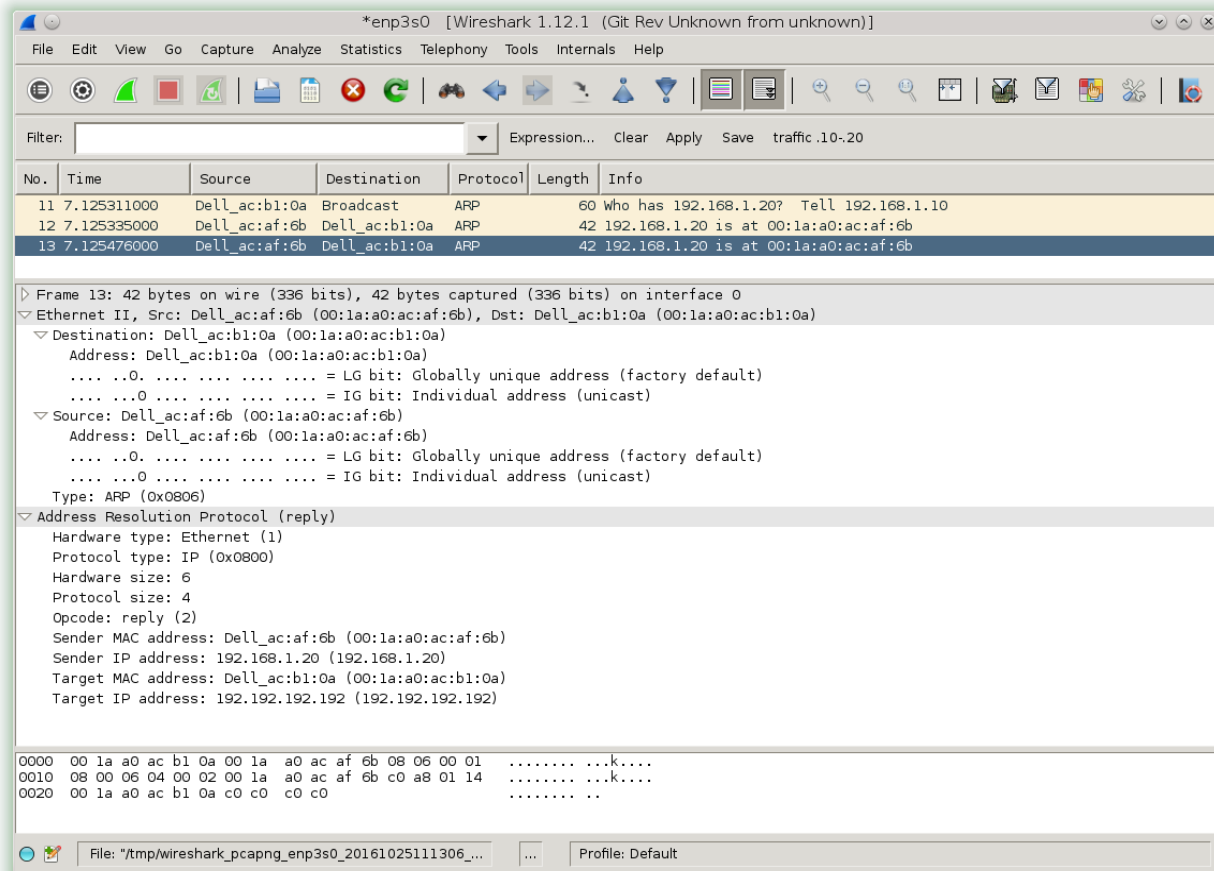 *enp3s0 [Wireshark 1.12.1 (Git Rev Unknown from unknown)]
File Edit View Go Capture Analyze Statistics Telephony Tools Internals Help
Filter: Expression... Clear Apply Save traffic .10-.20
No. Time Source Destination Protocol Length Info
11 7.125311000 Dell_ac:b1:0a Broadcast ARP 60 Who has 192.168.1.20? Tell 192.168.1.10
12 7.125335000 Dell_ac:af:6b Dell_ac:b1:0a ARP 42 192.168.1.20 is at 00:1a:a0:ac:af:6b
13 7.125476000 Dell_ac:af:6b Dell_ac:b1:0a ARP 42 192.168.1.20 is at 00:1a:a0:ac:af:6b
Frame 13: 42 bytes on wire (336 bits), 42 bytes captured (336 bits) on interface 0
Ethernet II, Src: Dell_ac:af:6b (00:1a:a0:ac:af:6b), Dst: Dell_ac:b1:0a (00:1a:a0:ac:b1:0a)
Destination: Dell_ac:b1:0a (00:1a:a0:ac:b1:0a)
Address: Dell_ac:b1:0a (00:1a:a0:ac:b1:0a)
.... ..0. .... .... .... .... = LG bit: Globally unique address (factory default)
.... ...0 .... .... .... .... = IG bit: Individual address (unicast)
Source: Dell_ac:af:6b (00:1a:a0:ac:af:6b)
Address: Dell_ac:af:6b (00:1a:a0:ac:af:6b)
.... ..0. .... .... .... .... = LG bit: Globally unique address (factory default)
.... ...0 .... .... .... .... = IG bit: Individual address (unicast)
Type: ARP (0x0806)
Address Resolution Protocol (reply)
Hardware type: Ethernet (1)
Protocol type: IP (0x0800)
Hardware size: 6
Protocol size: 4
Opcode: reply (2)
Sender MAC address: Dell_ac:af:6b (00:1a:a0:ac:af:6b)
Sender IP address: 192.168.1.20 (192.168.1.20)
Target MAC address: Dell_ac:b1:0a (00:1a:a0:ac:b1:0a)
Target IP address: 192.192.192.192 (192.192.192.192)
0000 00 1a a0 ac b1 0a 00 1a a0 ac af 6b 08 06 00 01 ........ ...k....
0010 08 00 06 04 00 02 00 1a a0 ac af 6b c0 a8 01 14 ........ ...k....
0020 00 1a a0 ac b1 0a c0 c0 c0 c0 ........ ..
File: "/tmp/wireshark_pcapng_enp3s0_20161025111306_... ... Profile: Default